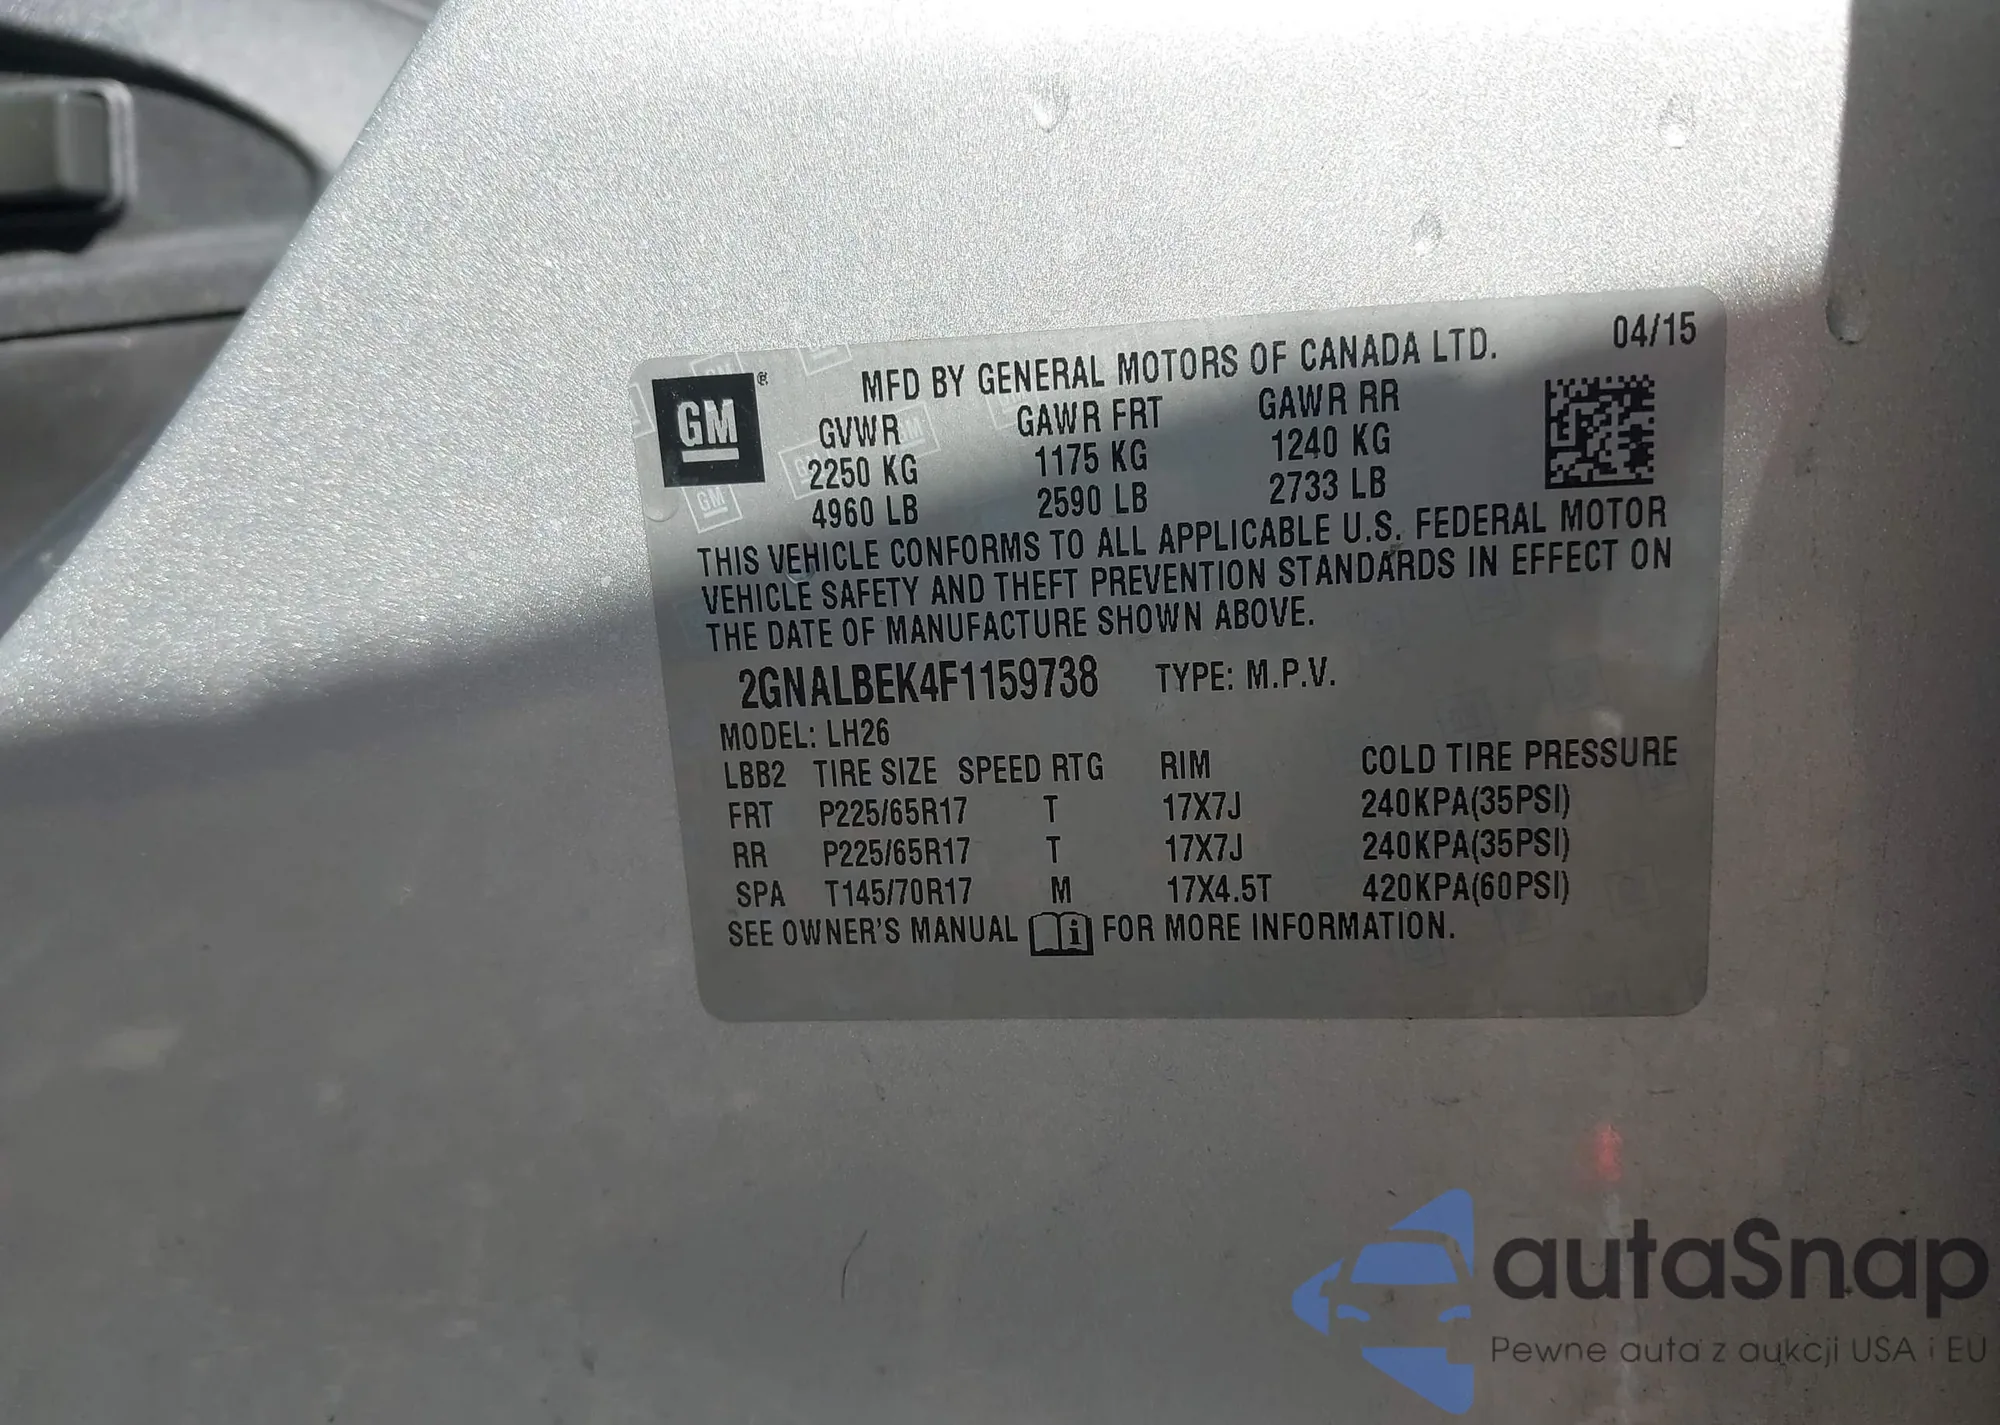 MFD BY GENERAL MOTORS OF CANADA LTD. 04/15
GM ®
GVWR GAWR FRT GAWR RR
2250 KG 1175 KG 1240 KG
4960 LB 2590 LB 2733 LB
THIS VEHICLE CONFORMS TO ALL APPLICABLE U.S. FEDERAL MOTOR
VEHICLE SAFETY AND THEFT PREVENTION STANDARDS IN EFFECT ON
THE DATE OF MANUFACTURE SHOWN ABOVE.
2GNALBEK4F1159738 TYPE: M.P.V.
MODEL: LH26
LBB2 TIRE SIZE SPEED RTG RIM COLD TIRE PRESSURE
FRT P225/65R17 T 17X7J 240KPA(35PSI)
RR P225/65R17 T 17X7J 240KPA(35PSI)
SPA T145/70R17 M 17X4.5T 420KPA(60PSI)
SEE OWNER'S MANUAL i FOR MORE INFORMATION.
autaSnap
Pewne auta z aukcji USA i EU